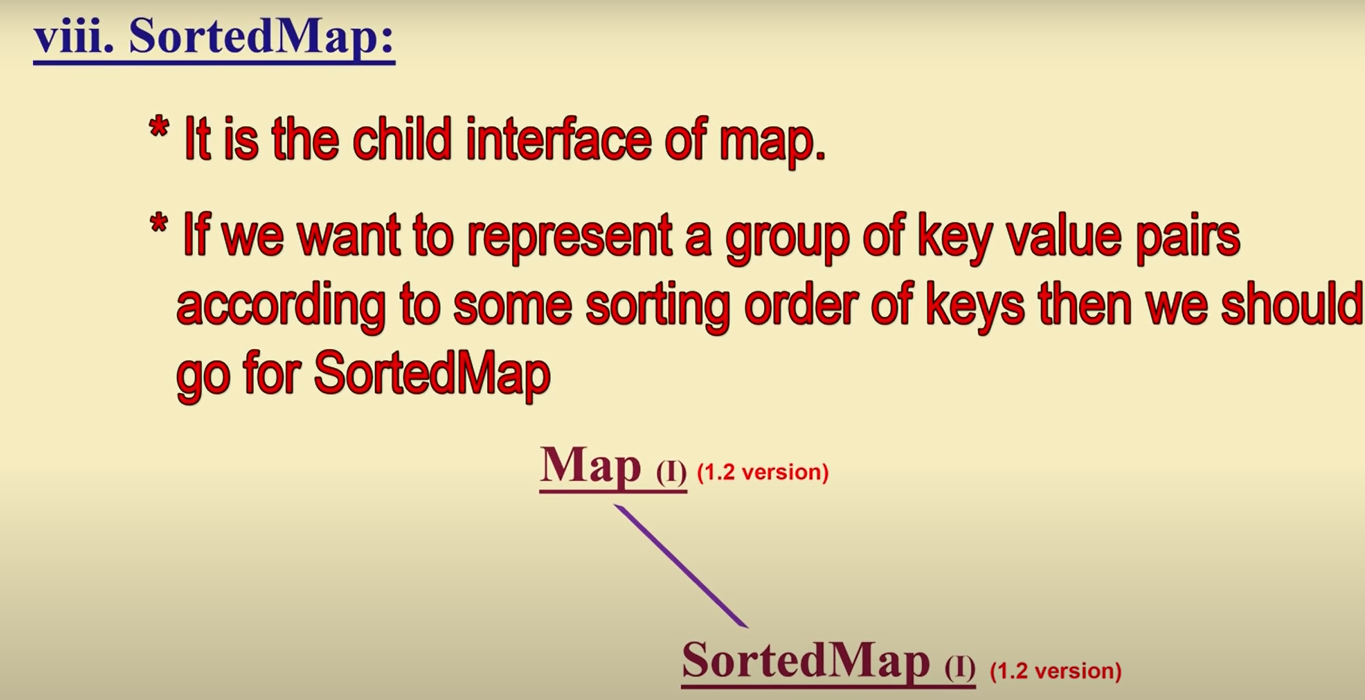 viii. SortedMap:
* It is the child interface of map.
* If we want to represent a group of key value pairs
according to some sorting order of keys then we should
go for SortedMap
Map (I) (1.2 version)
SortedMap (I) (1.2 version)